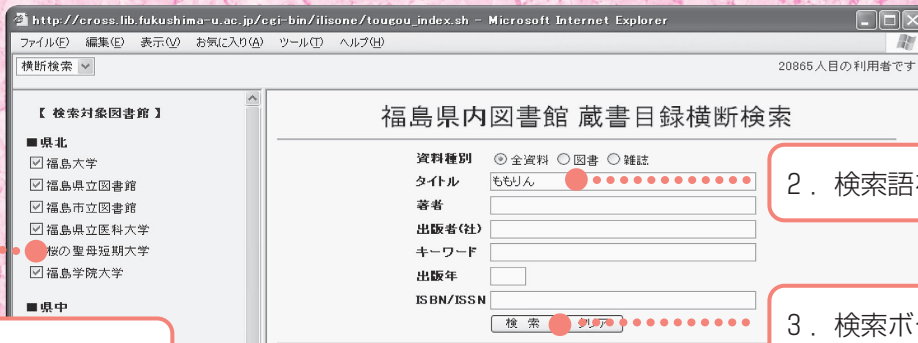 http://cross.lib.fukushima-u.ac.jp/cgi-bin/ilisone/tougou_index.sh - Microsoft Internet Explorer
ファイル(F) 編集(E) 表示(V) お気に入り(A) ツール(T) ヘルプ(H)
横断検索
20865人目の利用者です
【 検索対象図書館 】
■県北
福島大学
福島県立図書館
福島市立図書館
福島県立医科大学
桜の聖母短期大学
福島学院大学
■県中
福島県内図書館 蔵書目録横断検索
資料種別 全資料 図書 雑誌
タイトル ももりん
著者
出版者(社)
キーワード
出版年
ISBN/ISSN
検 索 クリア
2．検索語
3．検索ボ